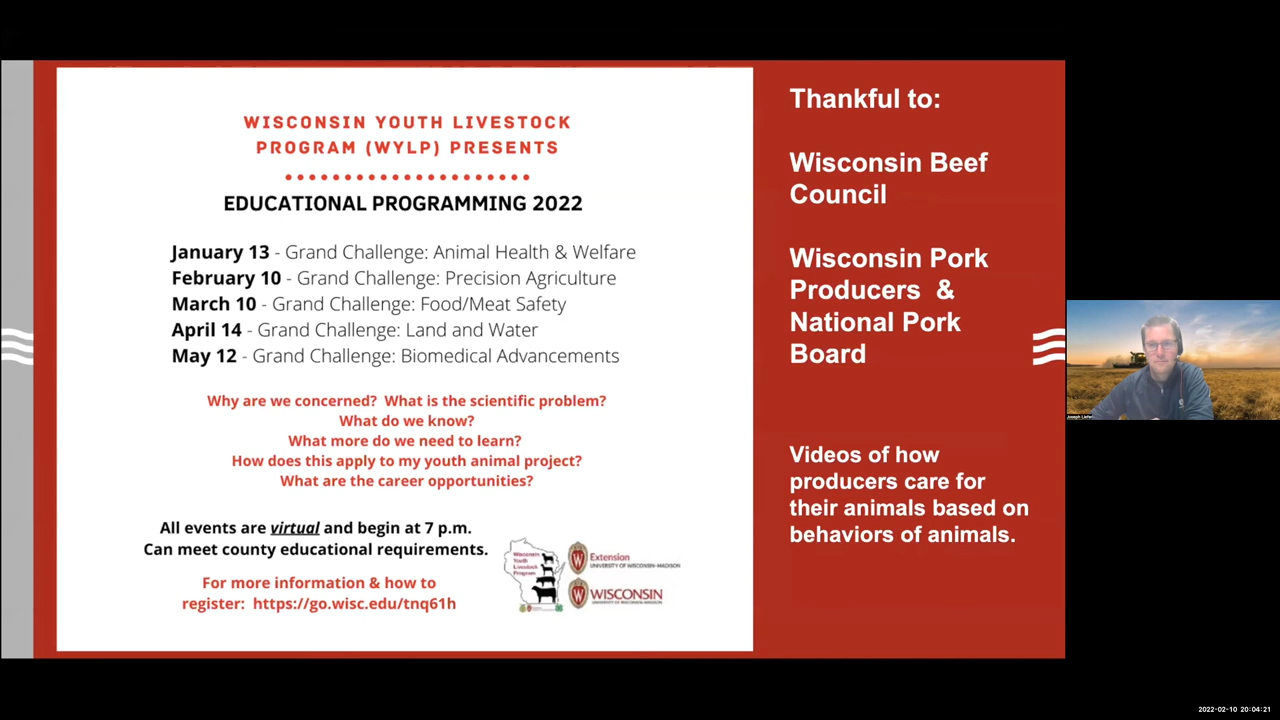 WISCONSIN YOUTH LIVESTOCK
PROGRAM (WYLP) PRESENTS
EDUCATIONAL PROGRAMMING 2022
January 13 - Grand Challenge: Animal Health & Welfare
February 10 - Grand Challenge: Precision Agriculture
March 10 - Grand Challenge: Food/Meat Safety
April 14 - Grand Challenge: Land and Water
May 12 - Grand Challenge: Biomedical Advancements
Why are we concerned? What is the scientific problem?
What do we know?
What more do we need to learn?
How does this apply to my youth animal project?
What are the career opportunities?
All events are virtual and begin at 7 p.m.
Can meet county educational requirements.
For more information & how to
register: https://go.wisc.edu/tnq61h
Wisconsin
Youth
Livestock
Program
Extension
UNIVERSITY OF WISCONSIN-MADISON
WISCONSIN
UNIVERSITY OF WISCONSIN-MADISON
Thankful to:
Wisconsin Beef
Council
Wisconsin Pork
Producers &
National Pork
Board
Videos of how
producers care for
their animals based on
behaviors of animals.
Joseph
2022-02-10 20:04:21